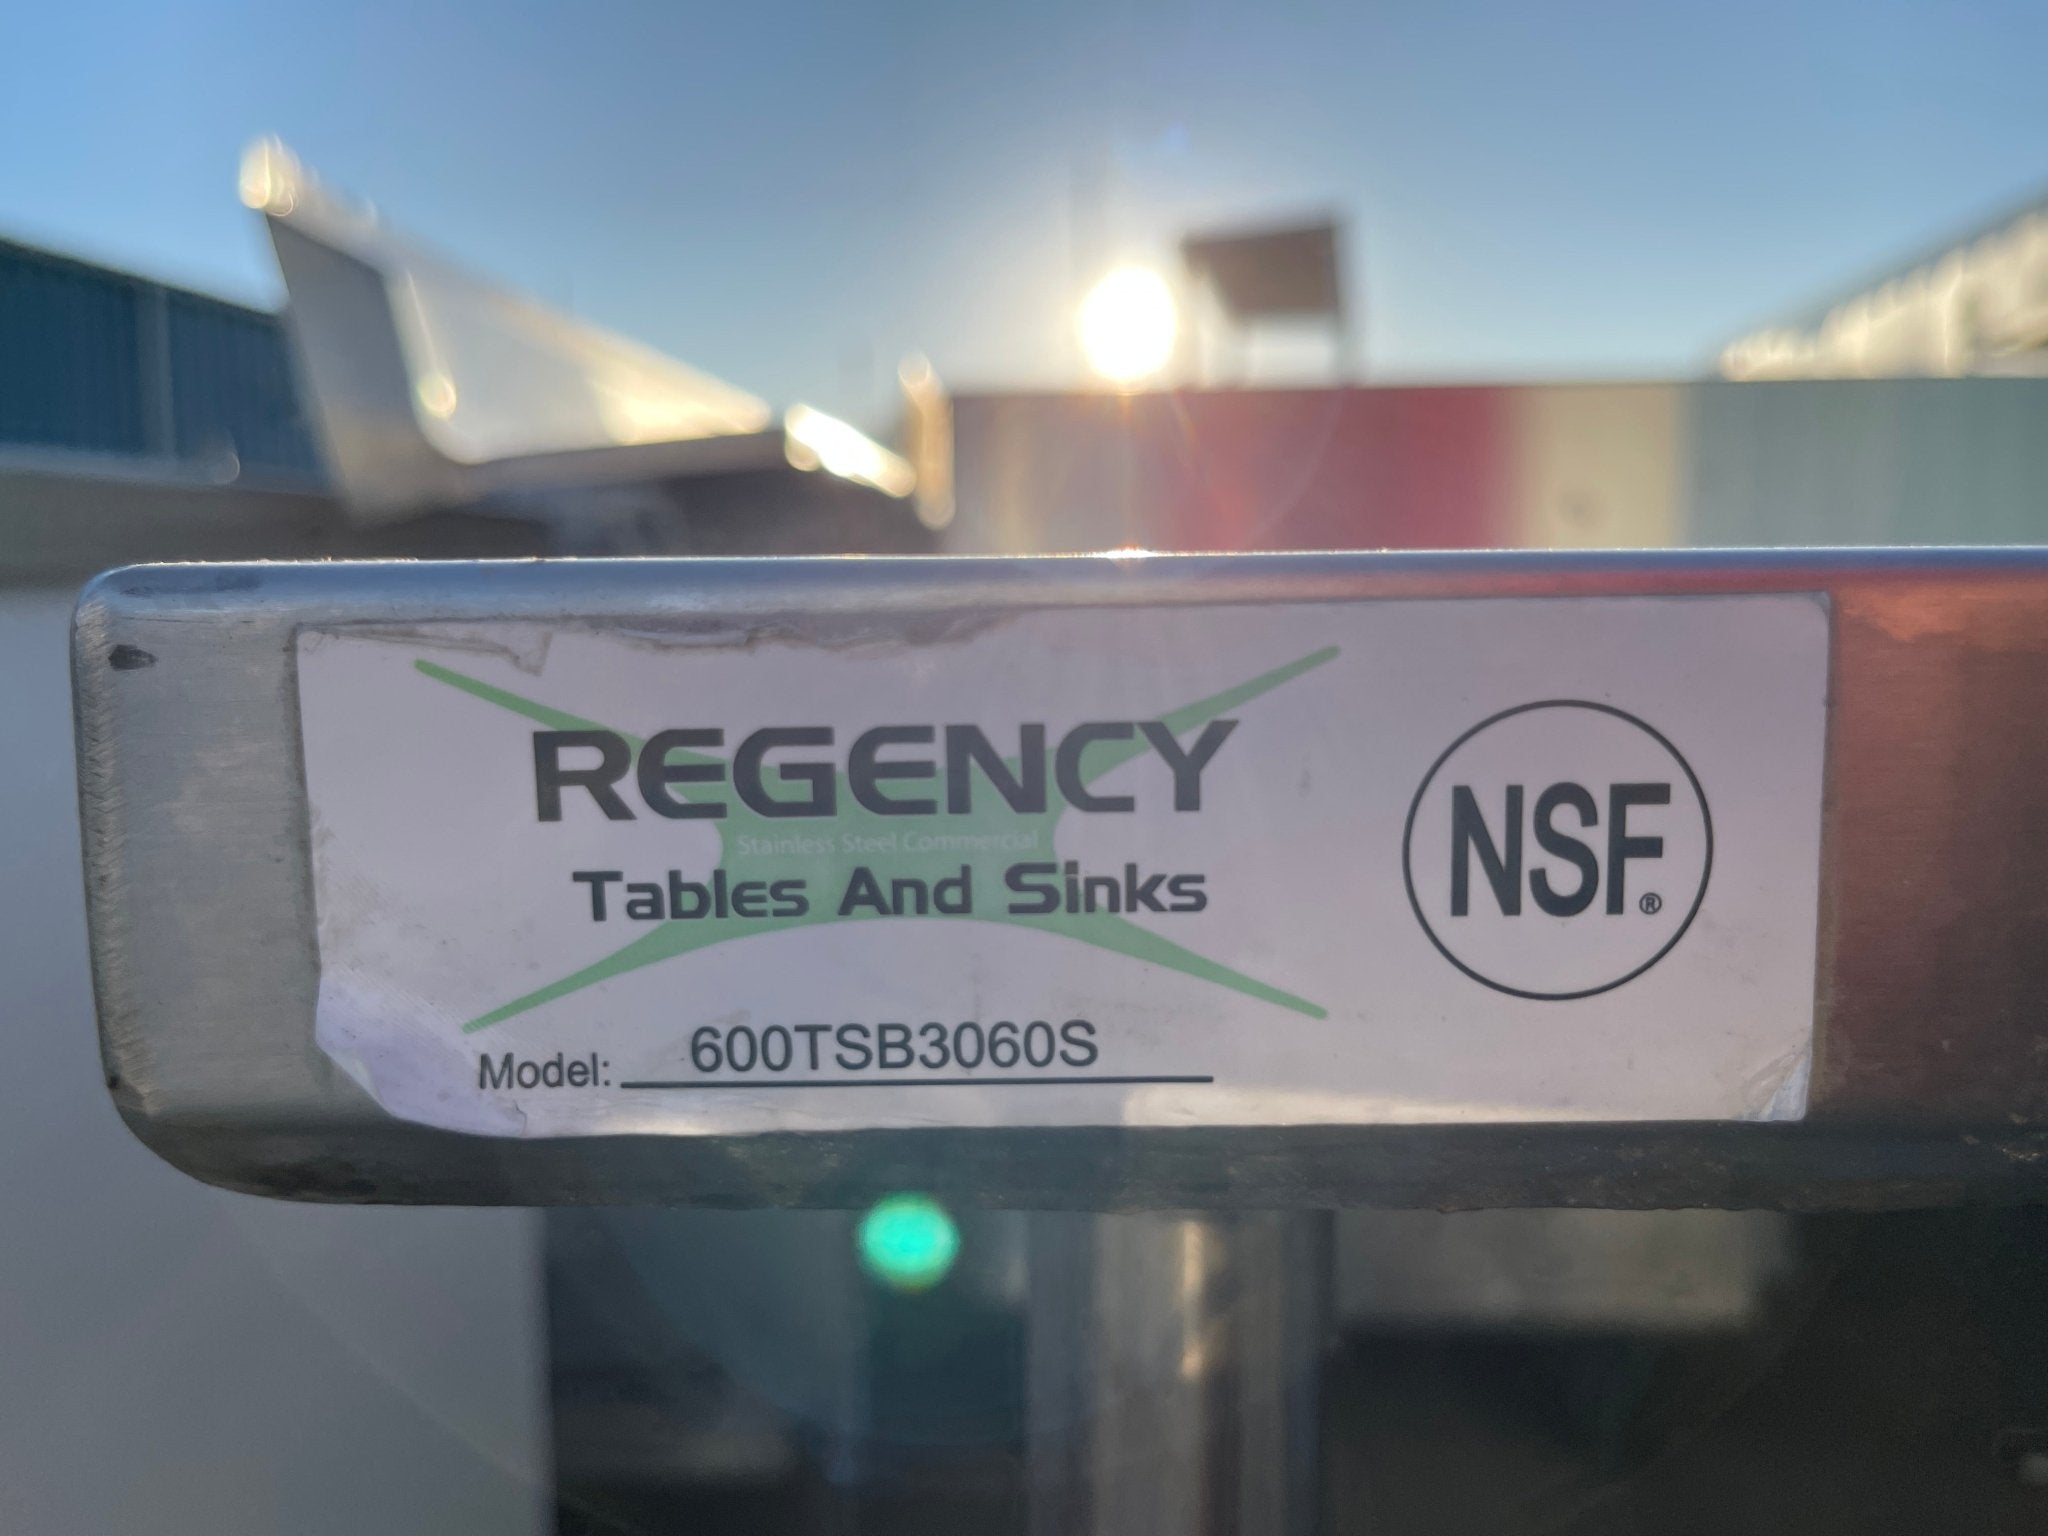 REGENCY
Stainless Steel Commercial
Tables And Sinks
NSF®
Model: 600TSB3060S